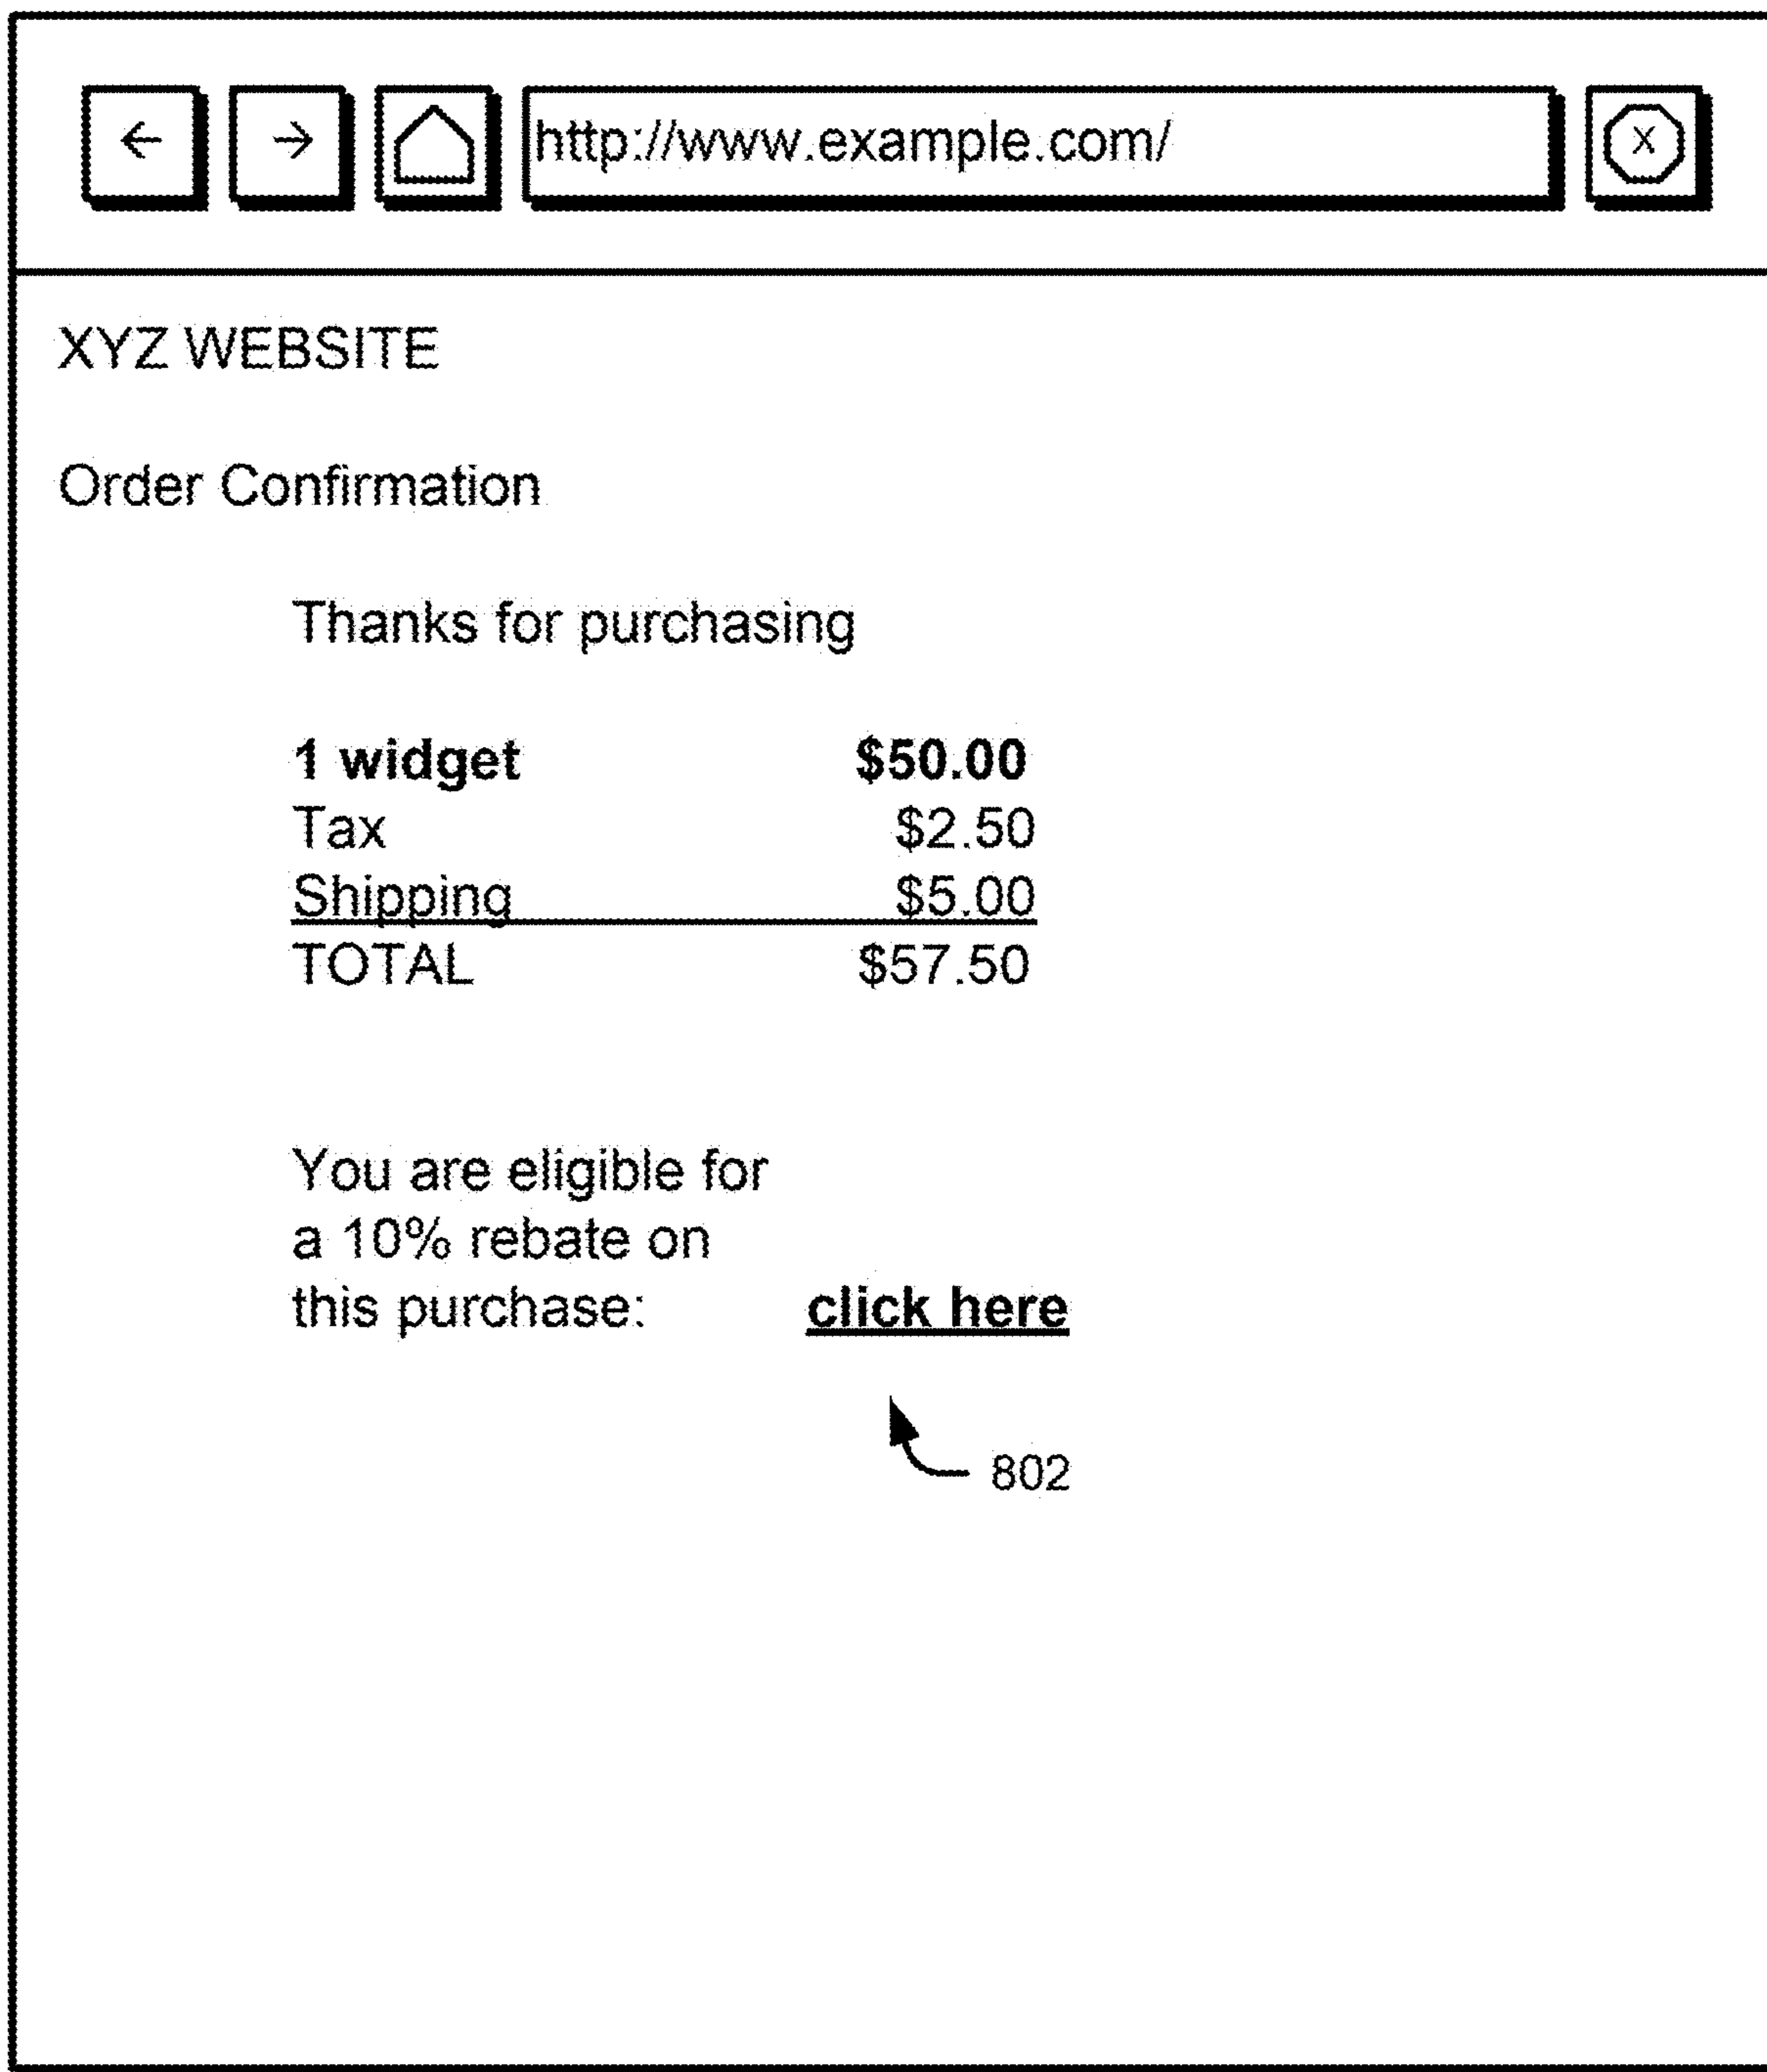 http://www.example.com/
X
XYZ WEBSITE
Order Confirmation
Thanks for purchasing
1 widget $50.00
Tax $2.50
Shipping $5.00
TOTAL $57.50
You are eligible for
a 10% rebate on
this purchase: click here
802